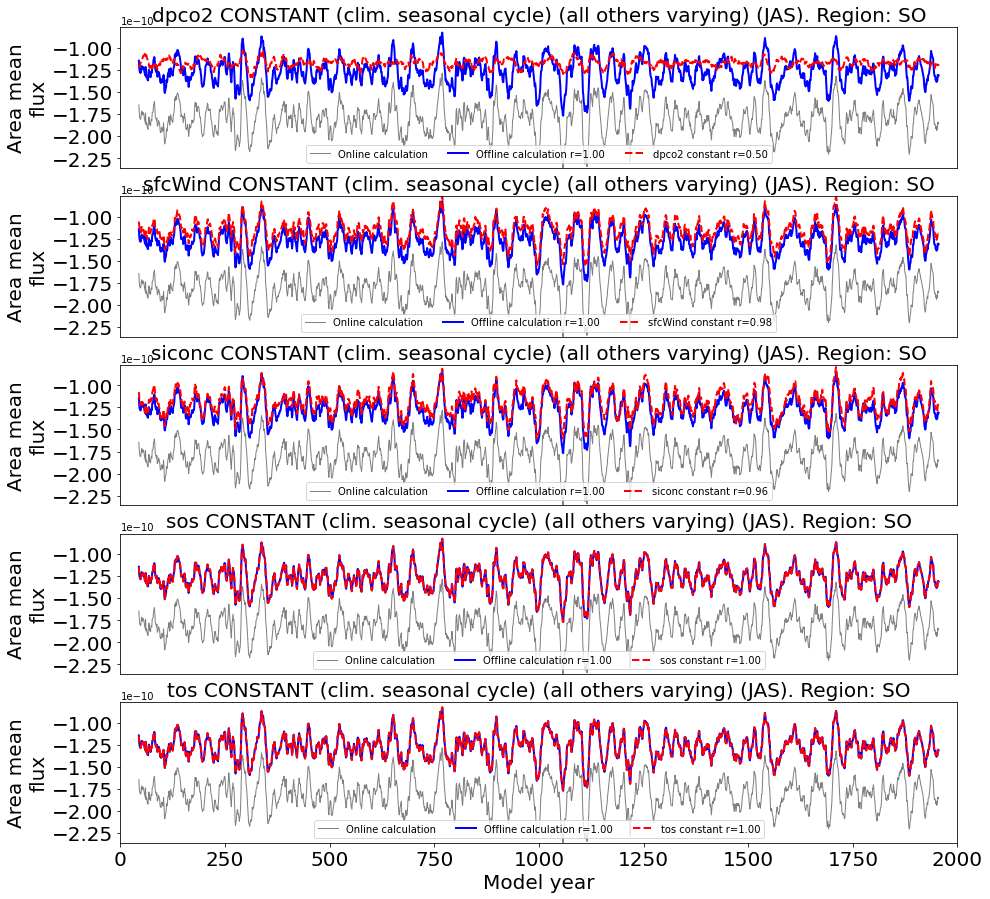 dpco2 CONSTANT (clim. seasonal cycle) (all others varying) (JAS). Region: SO
1e−10
Area mean
flux
−1.00
−1.25
−1.50
−1.75
−2.00
−2.25
Online calculation
Offline calculation r=1.00
dpco2 constant r=0.50
sfcWind CONSTANT (clim. seasonal cycle) (all others varying) (JAS). Region: SO
1e−10
Area mean
flux
−1.00
−1.25
−1.50
−1.75
−2.00
−2.25
Online calculation
Offline calculation r=1.00
sfcWind constant r=0.98
siconc CONSTANT (clim. seasonal cycle) (all others varying) (JAS). Region: SO
1e−10
Area mean
flux
−1.00
−1.25
−1.50
−1.75
−2.00
−2.25
Online calculation
Offline calculation r=1.00
siconc constant r=0.96
sos CONSTANT (clim. seasonal cycle) (all others varying) (JAS). Region: SO
1e−10
Area mean
flux
−1.00
−1.25
−1.50
−1.75
−2.00
−2.25
Online calculation
Offline calculation r=1.00
sos constant r=1.00
tos CONSTANT (clim. seasonal cycle) (all others varying) (JAS). Region: SO
1e−10
Area mean
flux
−1.00
−1.25
−1.50
−1.75
−2.00
−2.25
Online calculation
Offline calculation r=1.00
tos constant r=1.00
0
250
500
750
1000
1250
1500
1750
2000
Model year